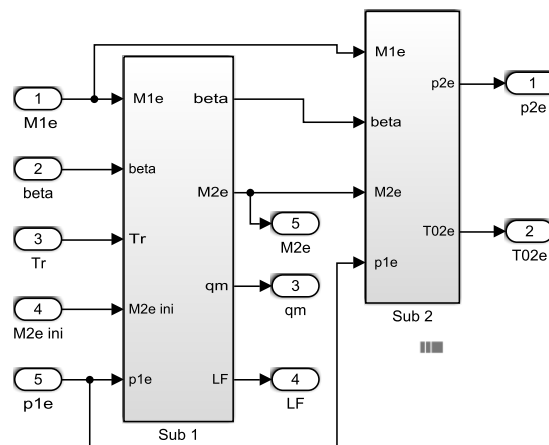 1
M1e
2
beta
3
Tr
4
M2e ini
5
p1e
M1e
beta
Tr
M2e ini
p1e
beta
M2e
qm
LF
Sub 1
5
M2e
3
qm
4
LF
M1e
beta
M2e
p1e
p2e
T02e
Sub 2
1
p2e
2
T02e